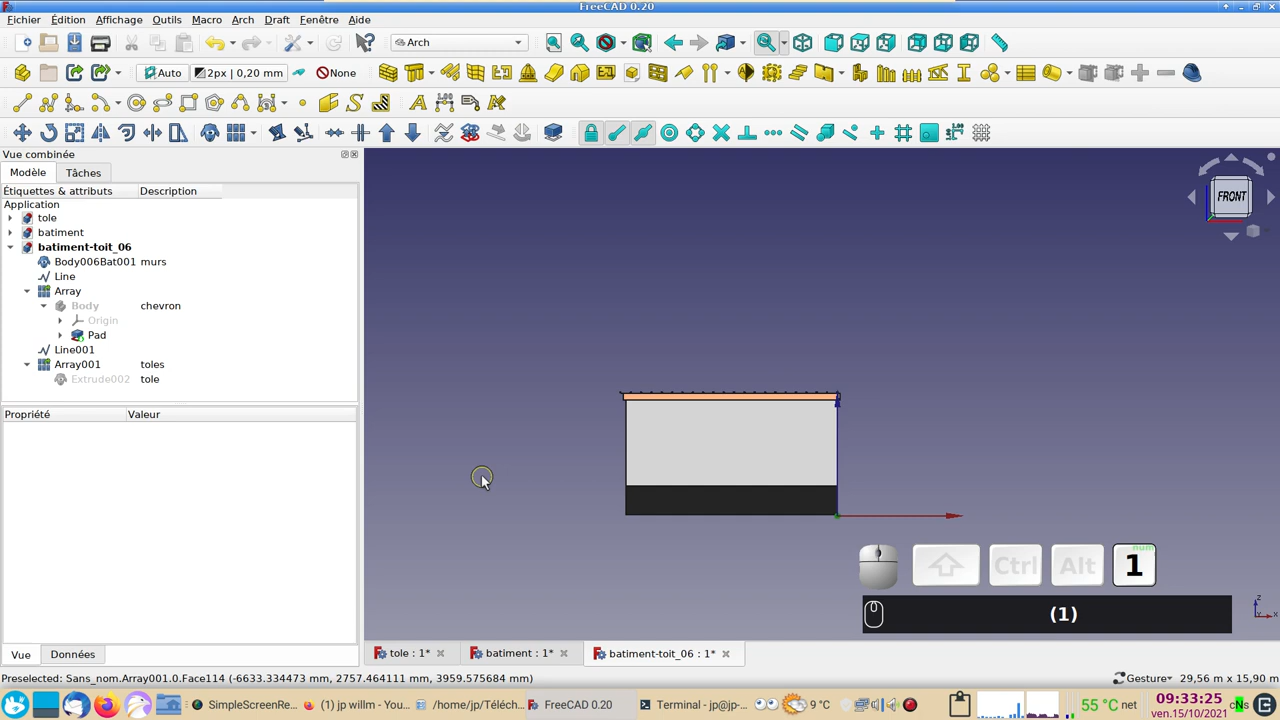 FreeCAD 0.20
Fichier Édition Affichage Outils Macro Arch Draft Fenêtre Aide
Arch
Auto 2px | 0,20 mm None
Vue combinée
Modèle Tâches
Étiquettes & attributs Description
Application
tole
batiment
batiment-toit_06
Body006Bat001 murs
Line
Array
Body chevron
Origin
Pad
Line001
Array001 toles
Extrude002 tole
Propriété Valeur
FRONT
Ctrl Alt num 1
(1)
Z
X
Vue Données
tole : 1* batiment : 1* batiment-toit_06 : 1*
Preselected: Sans_nom.Array001.0.Face114 (-6633.334473 mm, 2757.464111 mm, 3959.575684 mm) Gesture 29,56 m x 15,90 m
SimpleScreenRe... (1) jp willm - You... /home/jp/Téléch... FreeCAD 0.20 Terminal - jp@jp-... 9 °C 55 °C net 09:33:25
ven.15/10/2021